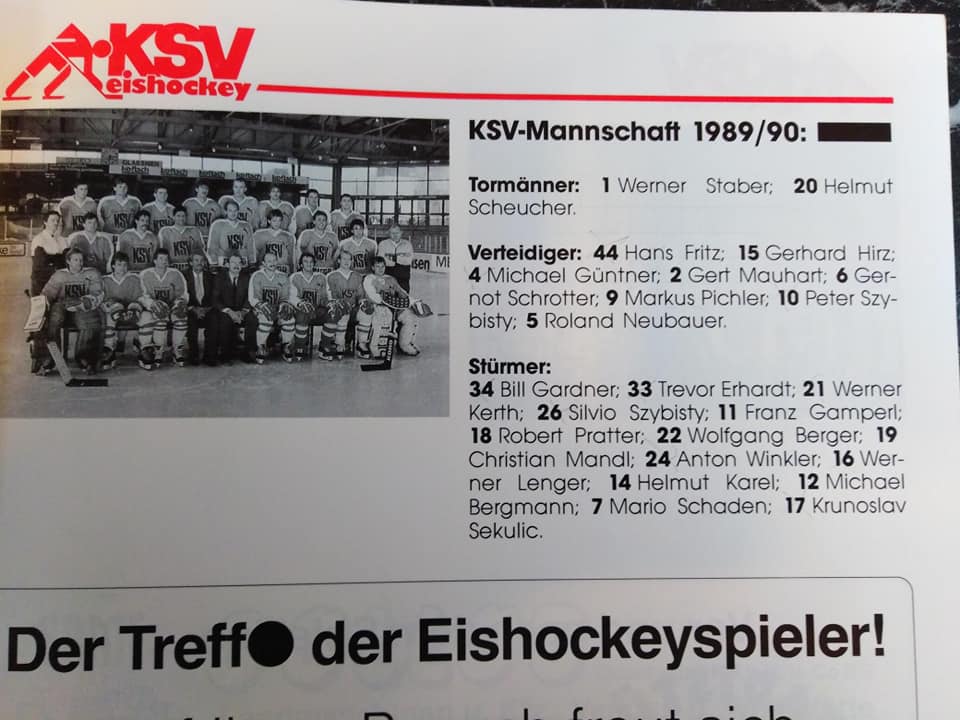 KSV
eishockey
KSV-Mannschaft 1989/90:
Tormänner: 1 Werner Staber; 20 Helmut
Scheucher.
Verteidiger: 44 Hans Fritz; 15 Gerhard Hirz;
4 Michael Güntner; 2 Gert Mauhart; 6 Ger-
not Schrotter; 9 Markus Pichler; 10 Peter Szy-
bisty; 5 Roland Neubauer.
Stürmer:
34 Bill Gardner; 33 Trevor Erhardt; 21 Werner
Kerth; 26 Silvio Szybisty; 11 Franz Gamperl;
18 Robert Pratter; 22 Wolfgang Berger; 19
Christian Mandl; 24 Anton Winkler; 16 Wer-
ner Lenger; 14 Helmut Karel; 12 Michael
Bergmann; 7 Mario Schaden; 17 Krunoslav
Sekulic.
Der Treff● der Eishockeyspieler!
freut sich